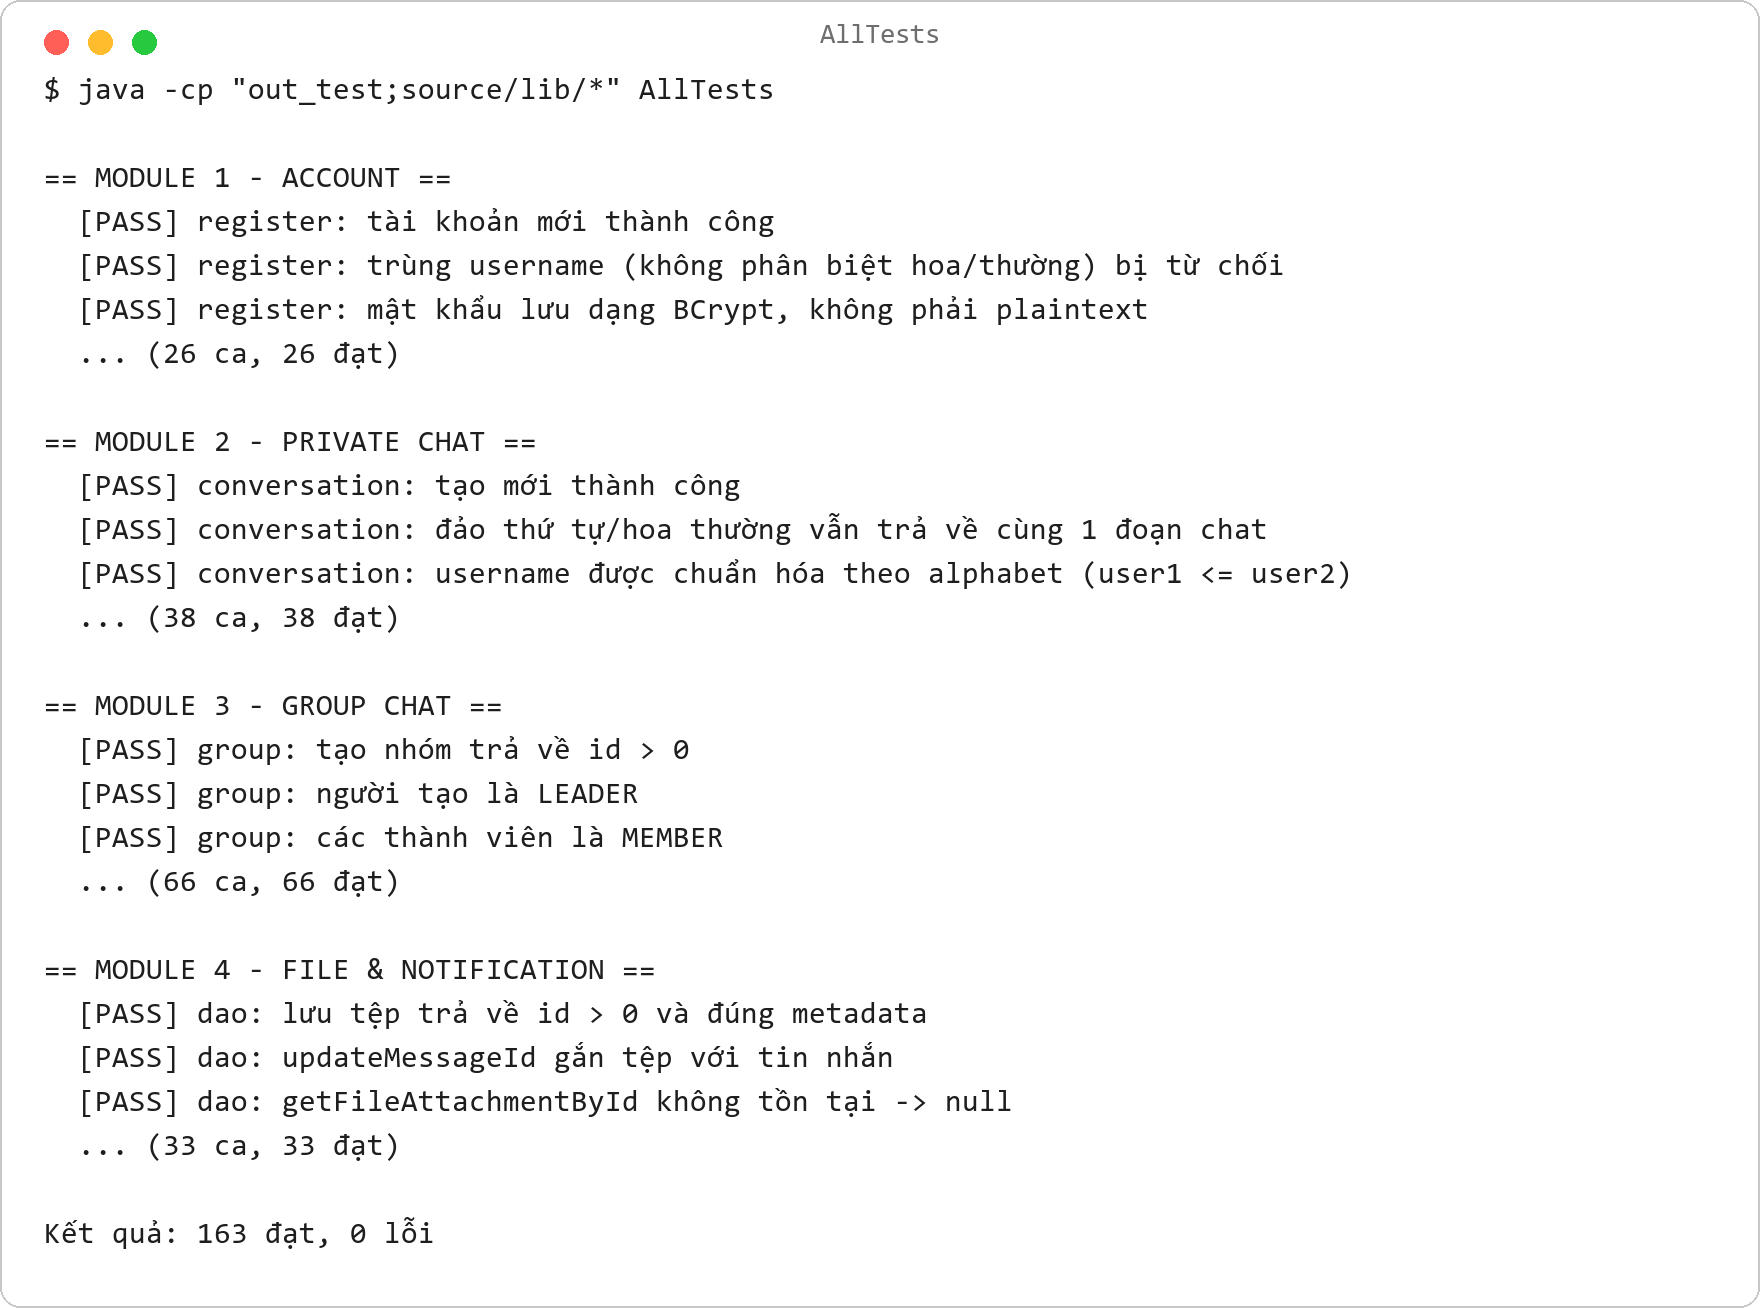 AllTests
$ java -cp "out_test;source/lib/*" AllTests
== MODULE 1 - ACCOUNT ==
[PASS] register: tài khoản mới thành công
[PASS] register: trùng username (không phân biệt hoa/thường) bị từ chối
[PASS] register: mật khẩu lưu dạng BCrypt, không phải plaintext
... (26 ca, 26 đạt)
== MODULE 2 - PRIVATE CHAT ==
[PASS] conversation: tạo mới thành công
[PASS] conversation: đảo thứ tự/hoa thường vẫn trả về cùng 1 đoạn chat
[PASS] conversation: username được chuẩn hóa theo alphabet (user1 <= user2)
... (38 ca, 38 đạt)
== MODULE 3 - GROUP CHAT ==
[PASS] group: tạo nhóm trả về id > 0
[PASS] group: người tạo là LEADER
[PASS] group: các thành viên là MEMBER
... (66 ca, 66 đạt)
== MODULE 4 - FILE & NOTIFICATION ==
[PASS] dao: lưu tệp trả về id > 0 và đúng metadata
[PASS] dao: updateMessageId gắn tệp với tin nhắn
[PASS] dao: getFileAttachmentById không tồn tại -> null
... (33 ca, 33 đạt)
Kết quả: 163 đạt, 0 lỗi